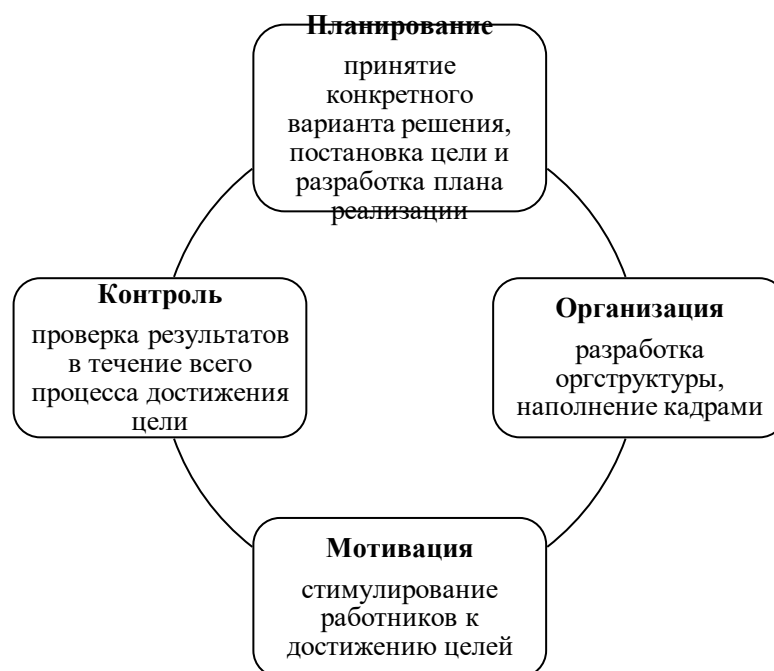 Планирование
принятие
конкретного
варианта решения,
постановка цели и
разработка плана
реализации
Контроль
проверка результатов
в течение всего
процесса достижения
цели
Организация
разработка
оргструктуры,
наполнение кадрами
Мотивация
стимулирование
работников к
достижению целей